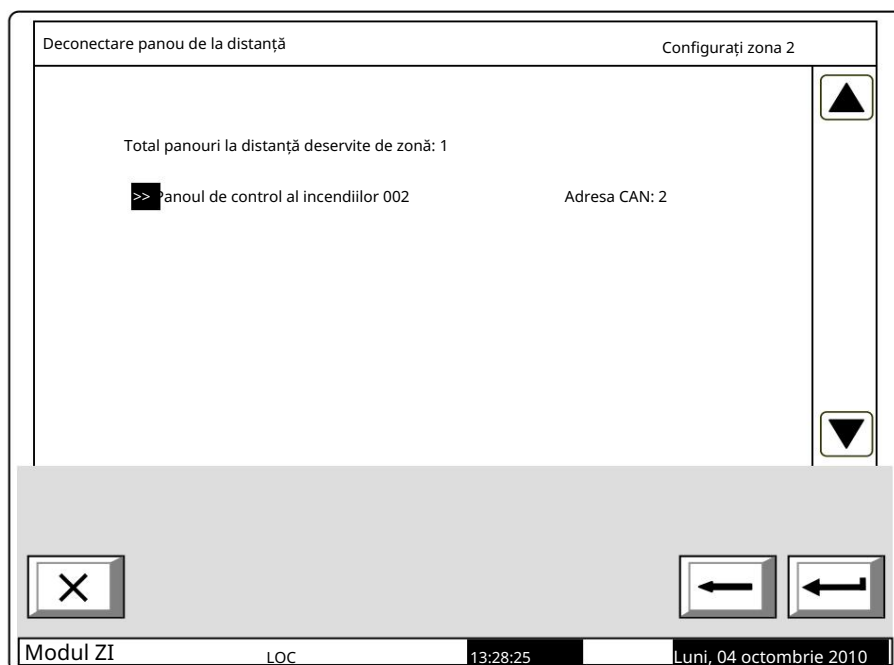 Deconectare panou de la distanță Configurați zona 2
Total panouri la distanță deservite de zonă: 1
>> Panoul de control al incendiilor 002 Adresa CAN: 2
Modul ZI LOC 13:28:25 Luni, 04 octombrie 2010